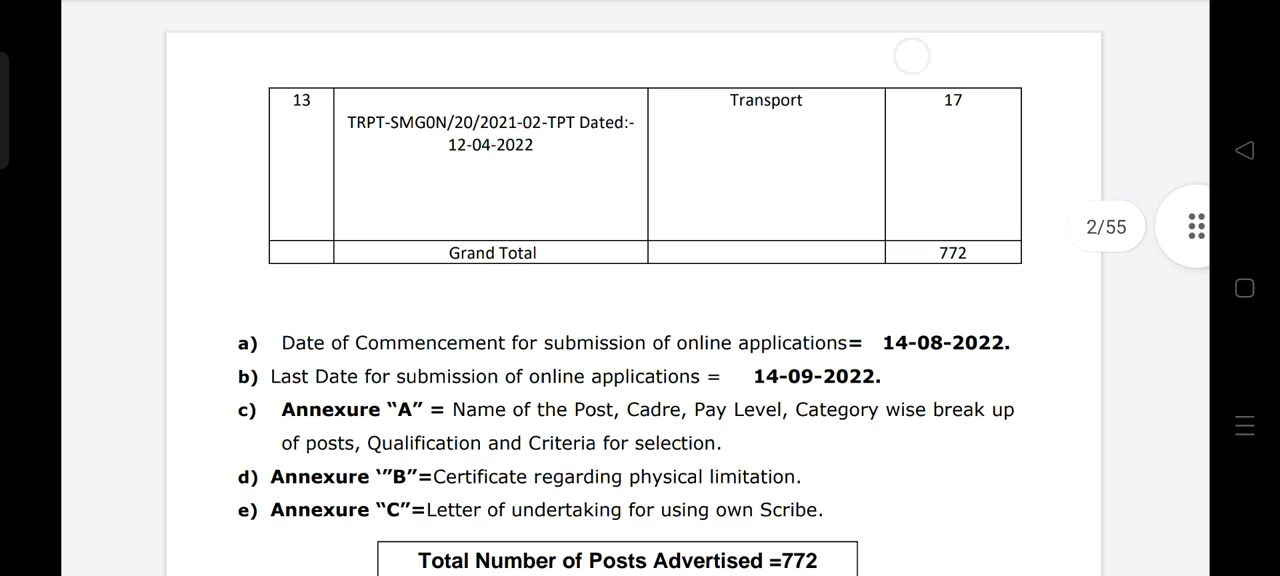 13
Transport
17
TRPT-SMG0N/20/2021-02-TPT Dated:-
12-04-2022
Grand Total
772
2/55
a) Date of Commencement for submission of online applications= 14-08-2022.
b) Last Date for submission of online applications = 14-09-2022.
c) Annexure “A” = Name of the Post, Cadre, Pay Level, Category wise break up
of posts, Qualification and Criteria for selection.
d) Annexure ‘”B”=Certificate regarding physical limitation.
e) Annexure “C”=Letter of undertaking for using own Scribe.
Total Number of Posts Advertised =772